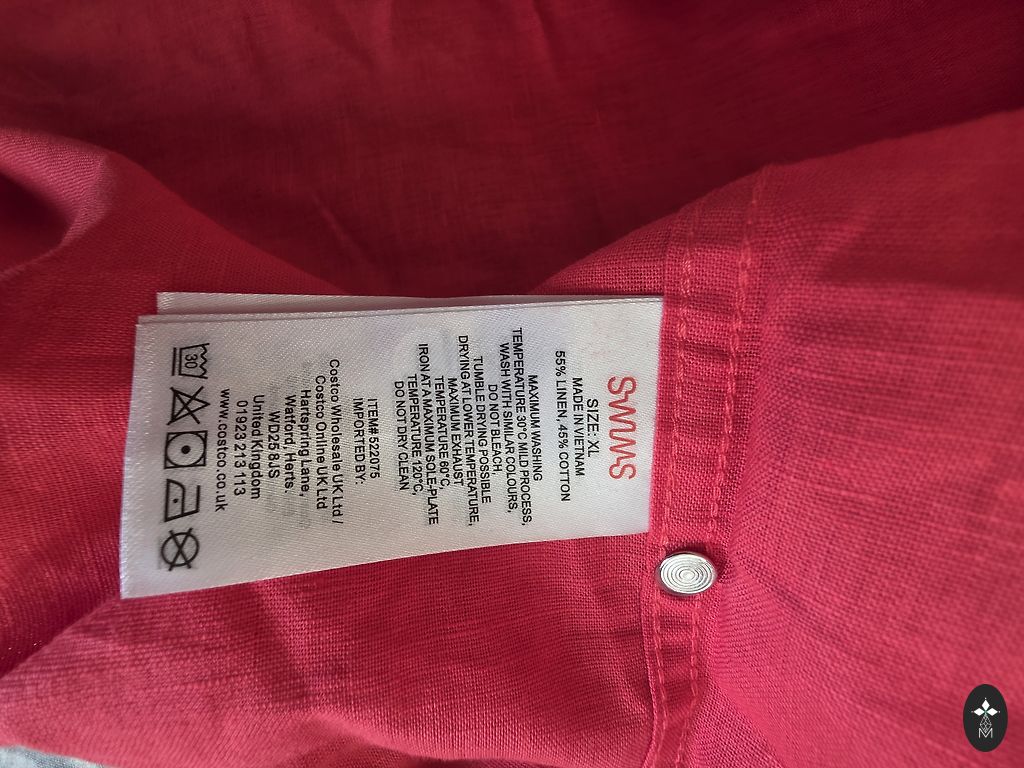 SWIMS
SIZE: XL
MADE IN VIETNAM
55% LINEN, 45% COTTON
MAXIMUM WASHING
TEMPERATURE 30°C MILD PROCESS,
WASH WITH SIMILAR COLOURS,
DO NOT BLEACH,
TUMBLE DRYING POSSIBLE
DRYING AT LOWER TEMPERATURE,
MAXIMUM EXHAUST
TEMPERATURE 60°C,
IRON AT A MAXIMUM SOLE-PLATE
TEMPERATURE 120°C,
DO NOT DRY CLEAN
ITEM# 522075
IMPORTED BY:
Costco Wholesale UK Ltd /
Costco Online UK Ltd
Hartspring Lane,
Watford, Herts.
WD25 8JS
United Kingdom
01923 213 113
www.costco.co.uk
30
M